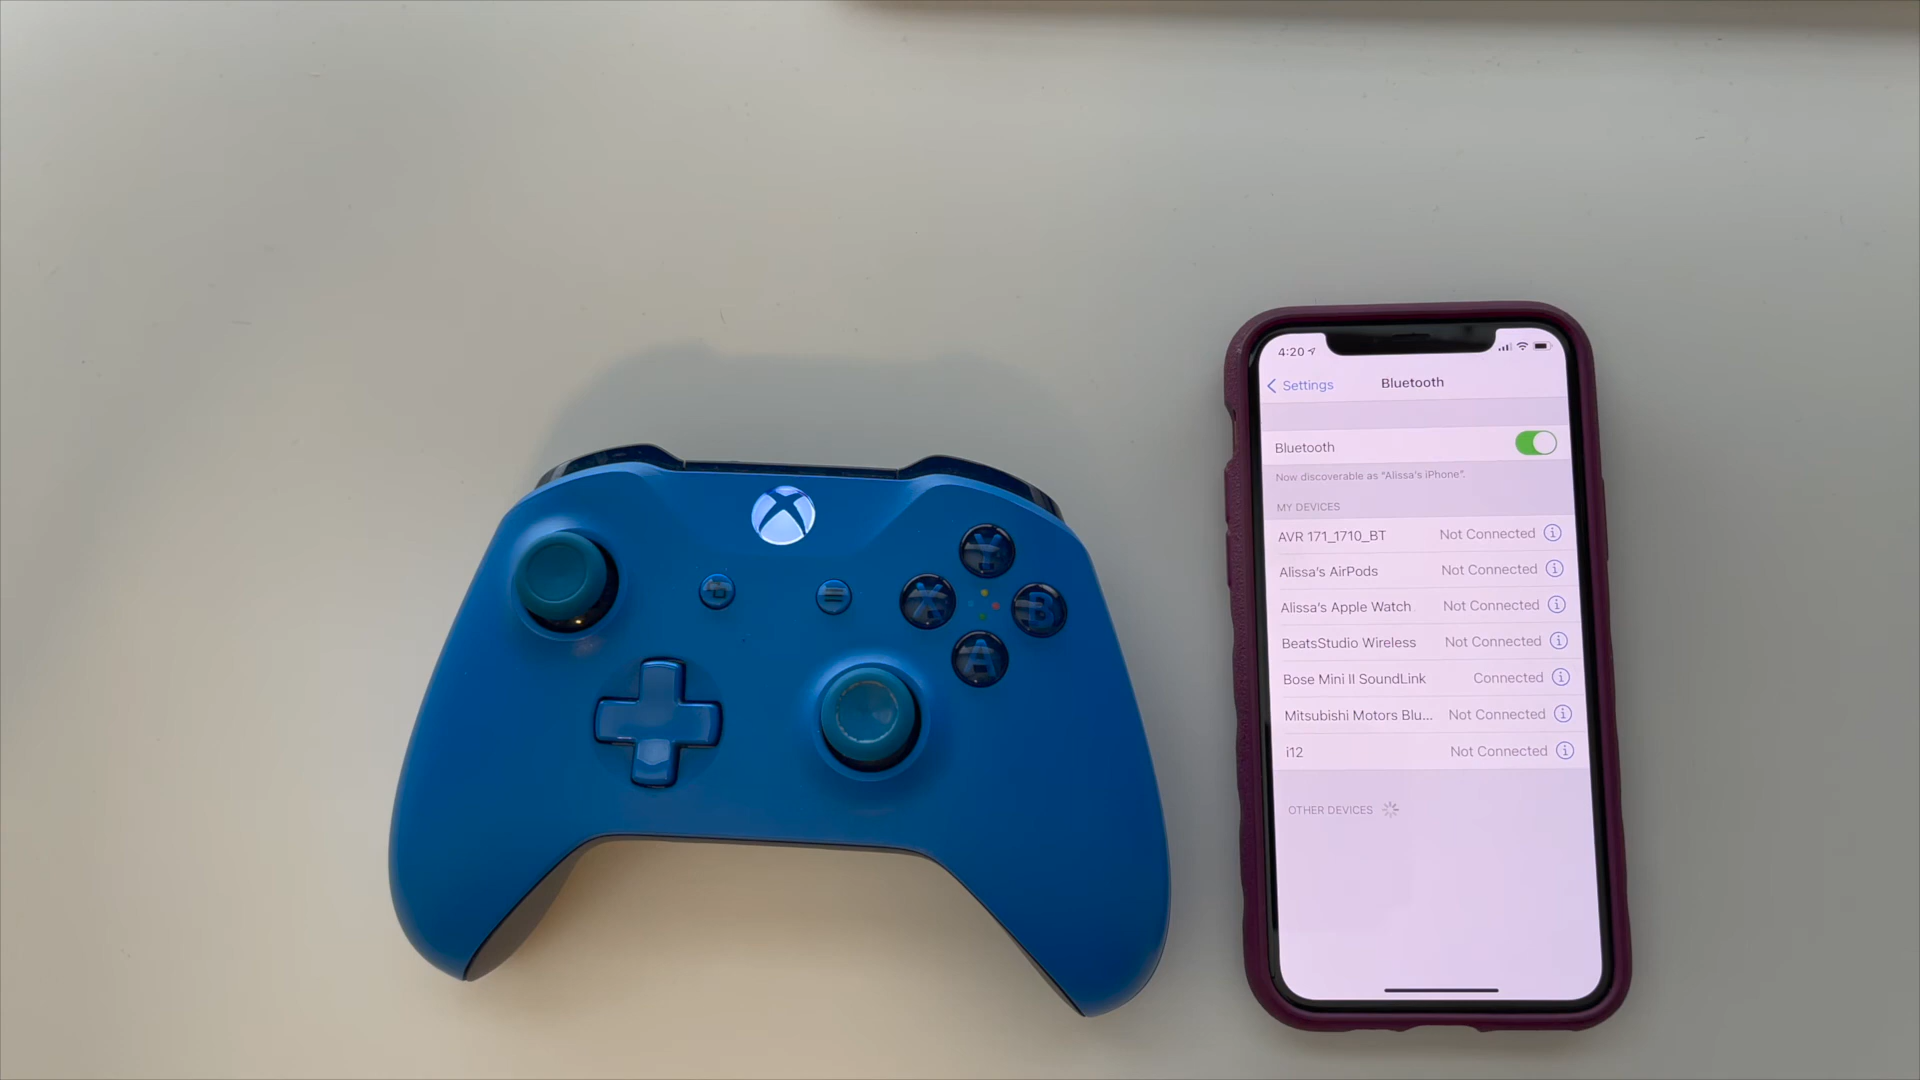 4:20
Settings Bluetooth
Bluetooth
Now discoverable as “Alissa's iPhone”.
MY DEVICES
AVR 171_1710_BT Not Connected
Alissa's AirPods Not Connected
Alissa's Apple Watch Not Connected
BeatsStudio Wireless Not Connected
Bose Mini II SoundLink Connected
Mitsubishi Motors Blu... Not Connected
i12 Not Connected
OTHER DEVICES
Y
X
B
A